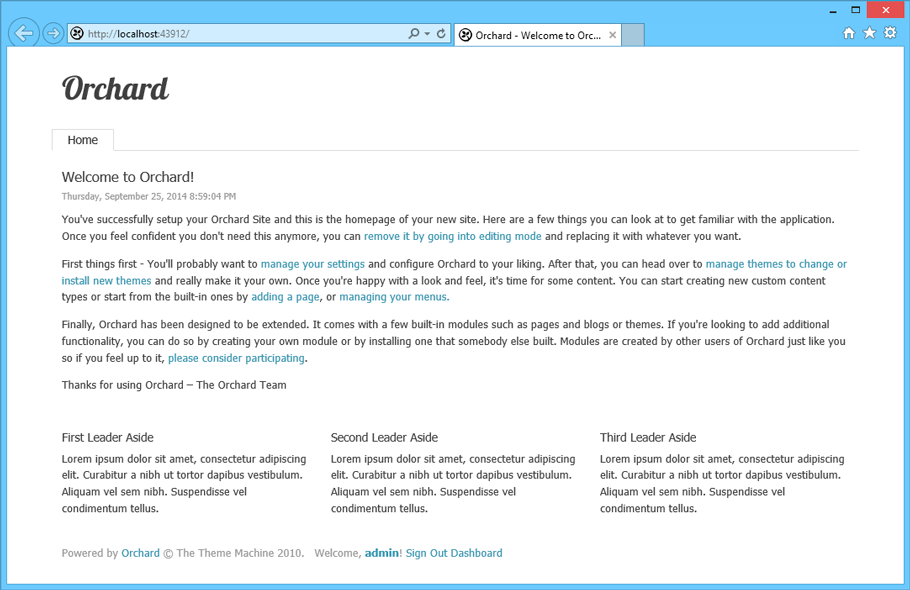 http://localhost:43912/
Orchard - Welcome to Orc...
Orchard
Home
Welcome to Orchard!
Thursday, September 25, 2014 8:59:04 PM
You've successfully setup your Orchard Site and this is the homepage of your new site. Here are a few things you can look at to get familiar with the application.
Once you feel confident you don't need this anymore, you can remove it by going into editing mode and replacing it with whatever you want.
First things first - You'll probably want to manage your settings and configure Orchard to your liking. After that, you can head over to manage themes to change or
install new themes and really make it your own. Once you're happy with a look and feel, it's time for some content. You can start creating new custom content
types or start from the built-in ones by adding a page, or managing your menus.
Finally, Orchard has been designed to be extended. It comes with a few built-in modules such as pages and blogs or themes. If you're looking to add additional
functionality, you can do so by creating your own module or by installing one that somebody else built. Modules are created by other users of Orchard just like you
so if you feel up to it, please consider participating.
Thanks for using Orchard – The Orchard Team
First Leader Aside
Lorem ipsum dolor sit amet, consectetur adipiscing
elit. Curabitur a nibh ut tortor dapibus vestibulum.
Aliquam vel sem nibh. Suspendisse vel
condimentum tellus.
Second Leader Aside
Lorem ipsum dolor sit amet, consectetur adipiscing
elit. Curabitur a nibh ut tortor dapibus vestibulum.
Aliquam vel sem nibh. Suspendisse vel
condimentum tellus.
Third Leader Aside
Lorem ipsum dolor sit amet, consectetur adipiscing
elit. Curabitur a nibh ut tortor dapibus vestibulum.
Aliquam vel sem nibh. Suspendisse vel
condimentum tellus.
Powered by Orchard © The Theme Machine 2010. Welcome, admin! Sign Out Dashboard